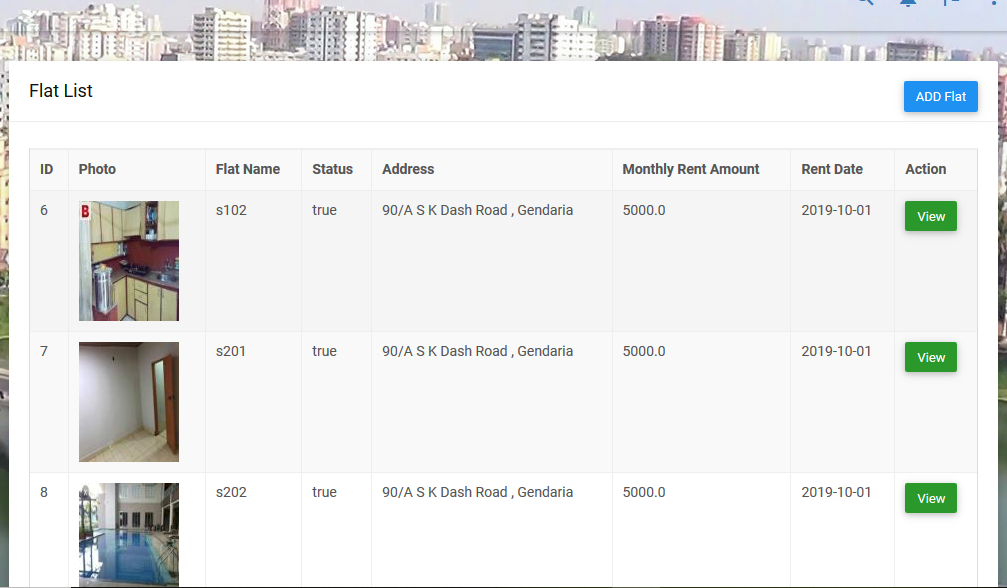 Flat List
ADD Flat
ID Photo Flat Name Status Address Monthly Rent Amount Rent Date Action
6 B s102 true 90/A S K Dash Road , Gendaria 5000.0 2019-10-01 View
7 s201 true 90/A S K Dash Road , Gendaria 5000.0 2019-10-01 View
8 s202 true 90/A S K Dash Road , Gendaria 5000.0 2019-10-01 View